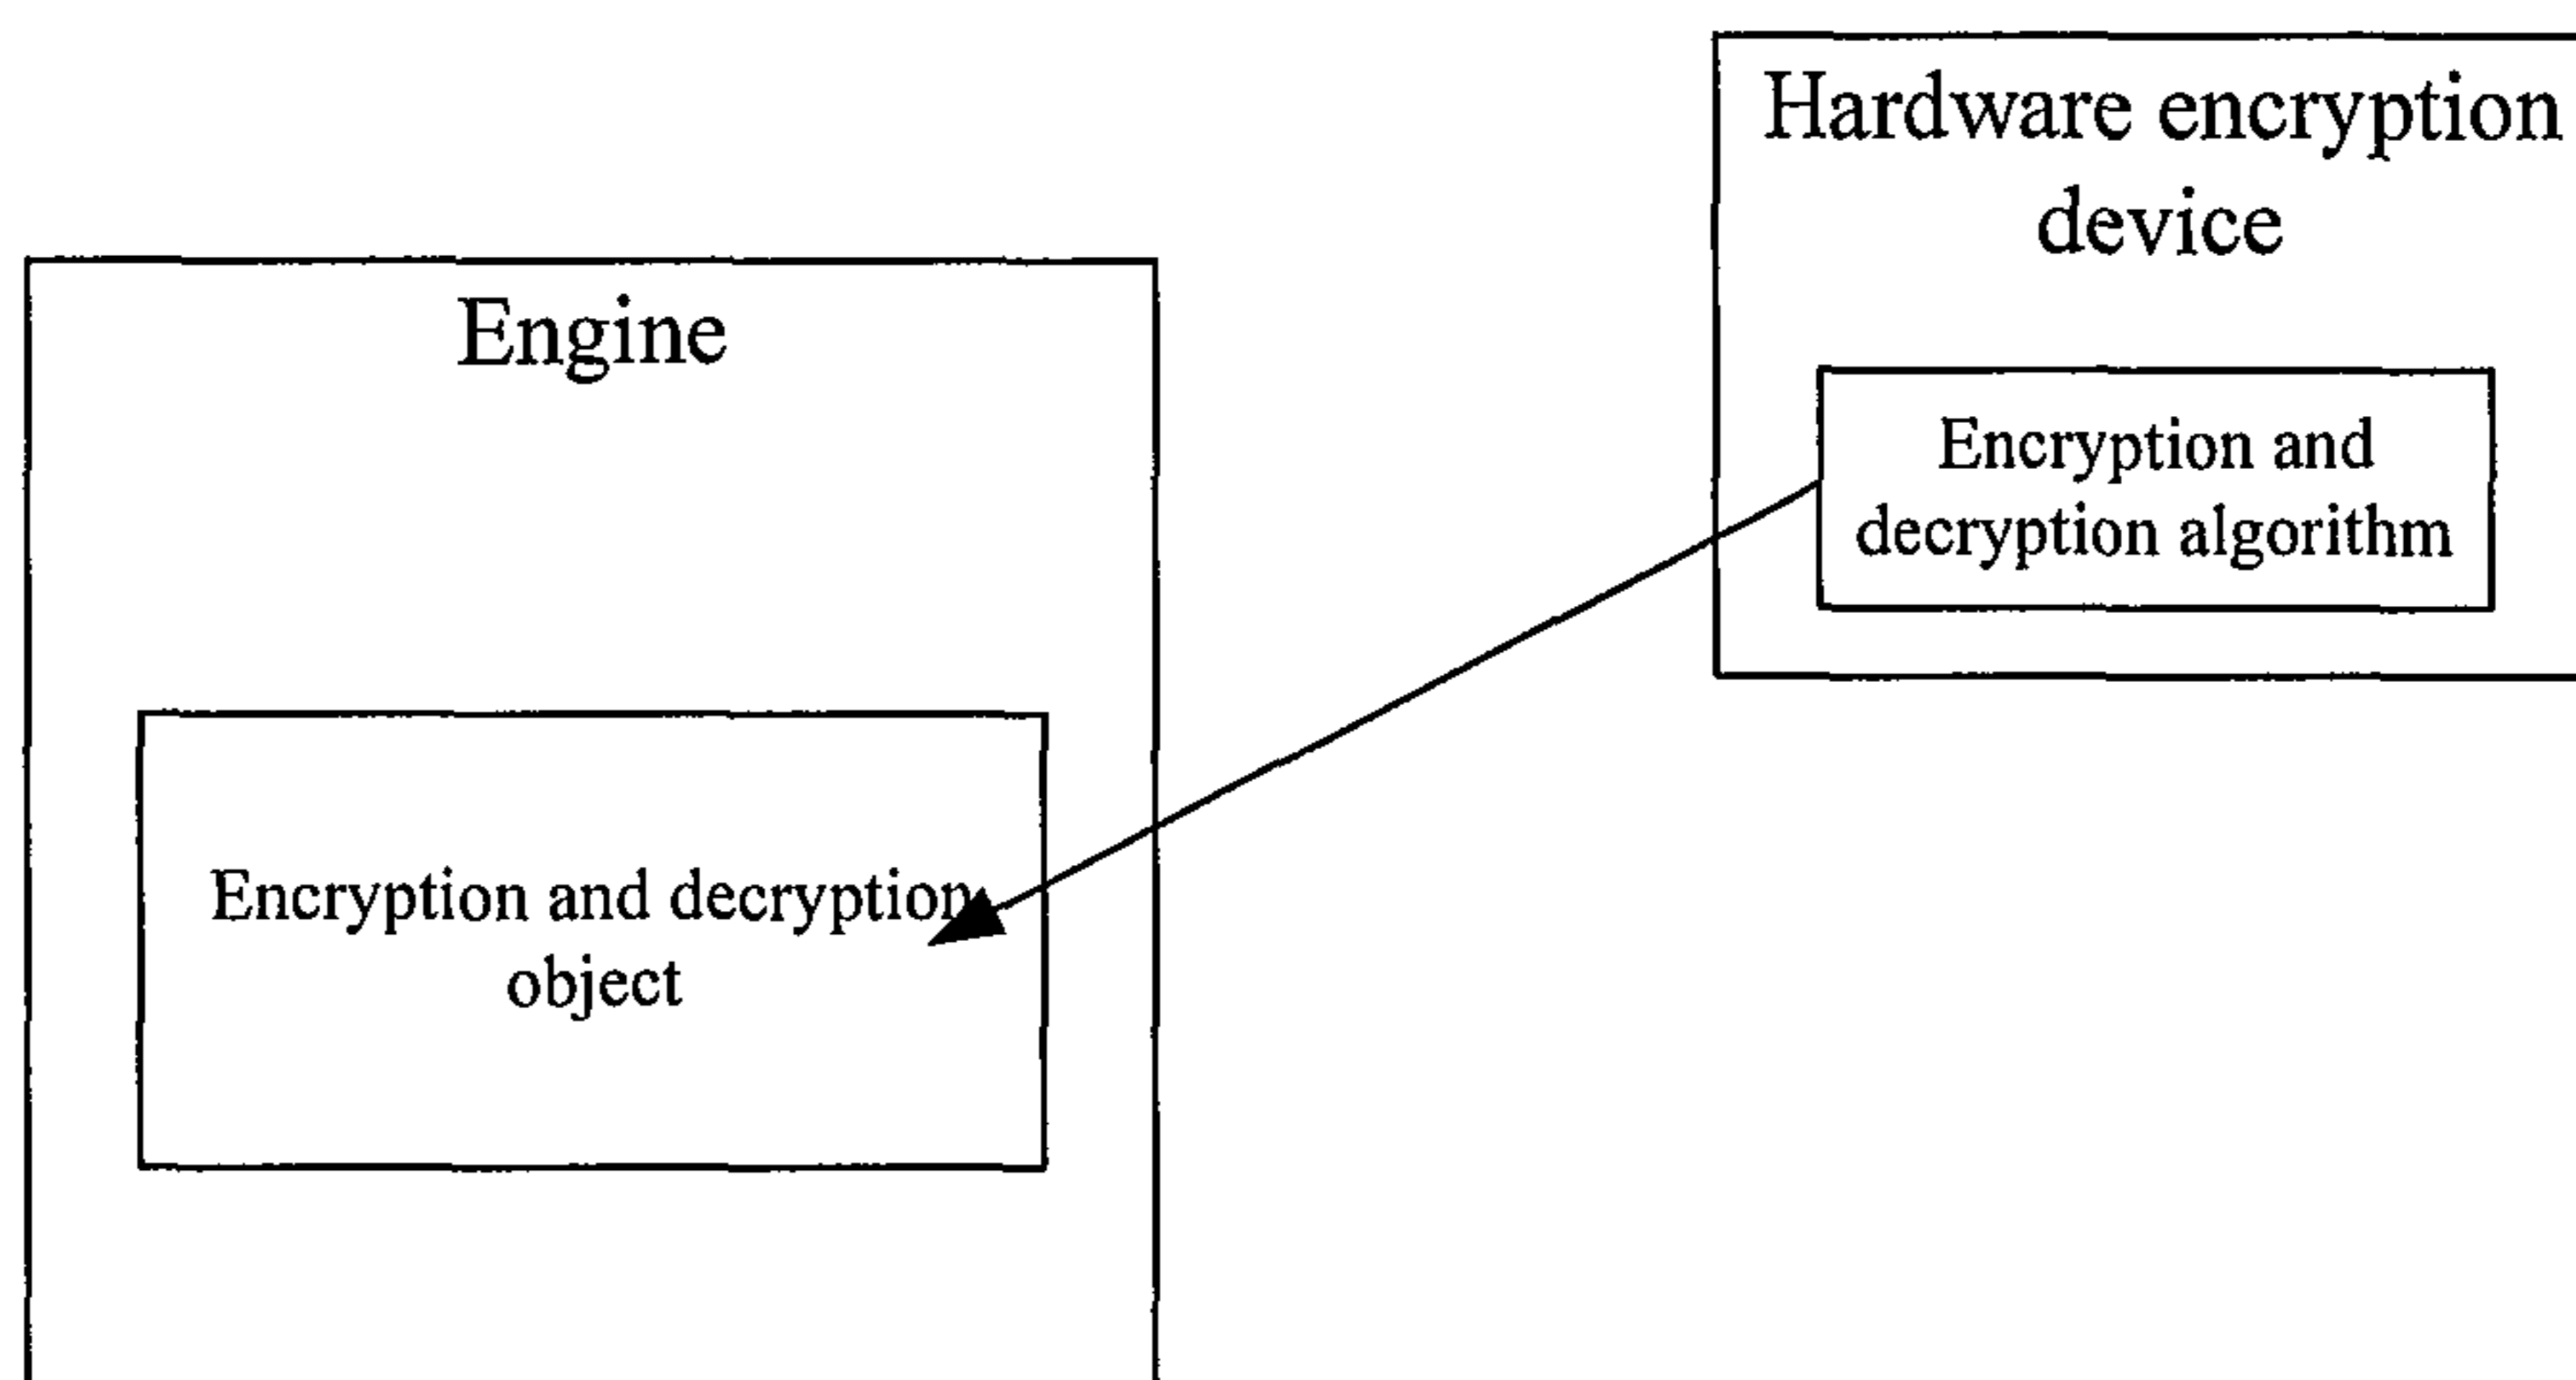 Hardware encryption
device
Engine
Encryption and
decryption algorithm
Encryption and decryption
object